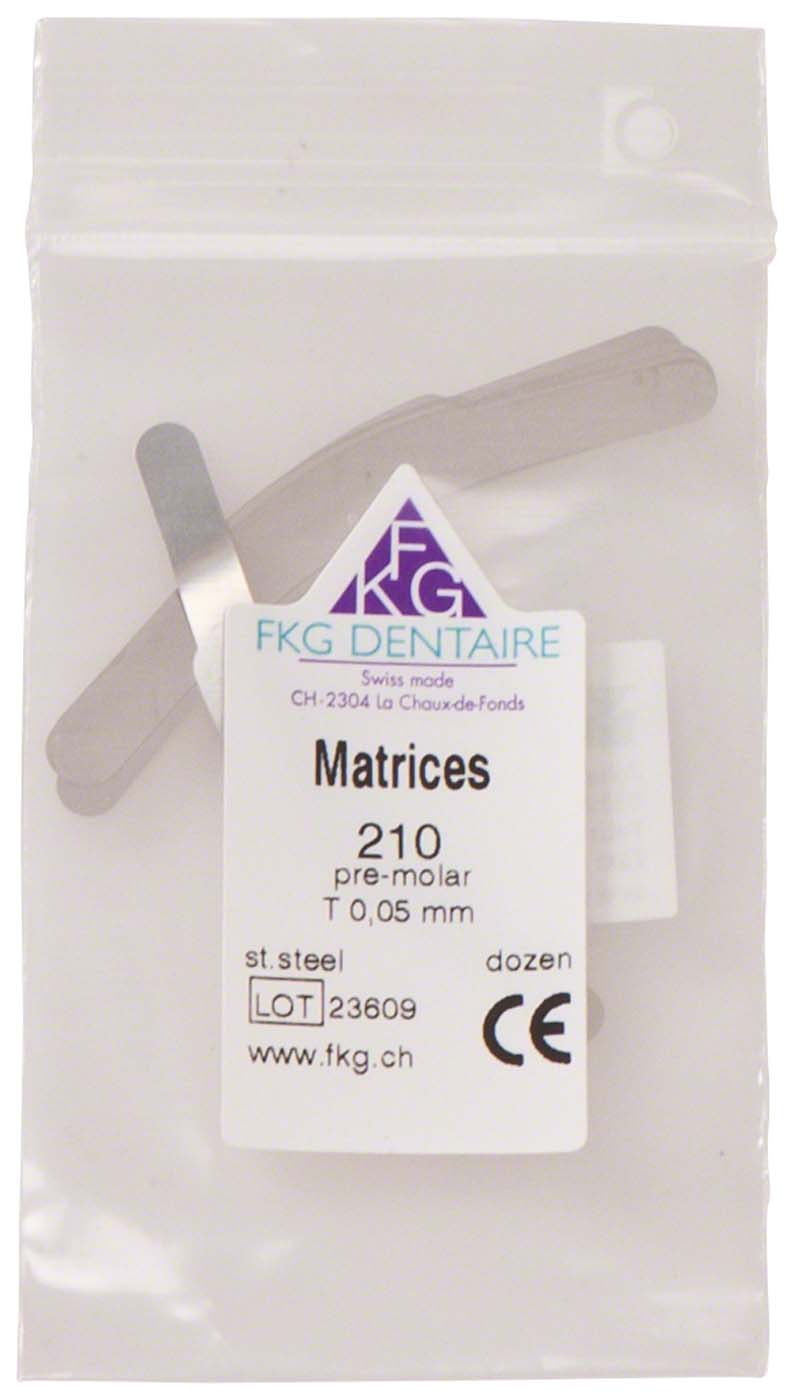 FKG
FKG DENTAIRE
Swiss made
CH-2304 La Chaux-de-Fonds
Matrices
210
pre-molar
T 0,05 mm
st.steel dozen
LOT 23609
CE
www.fkg.ch